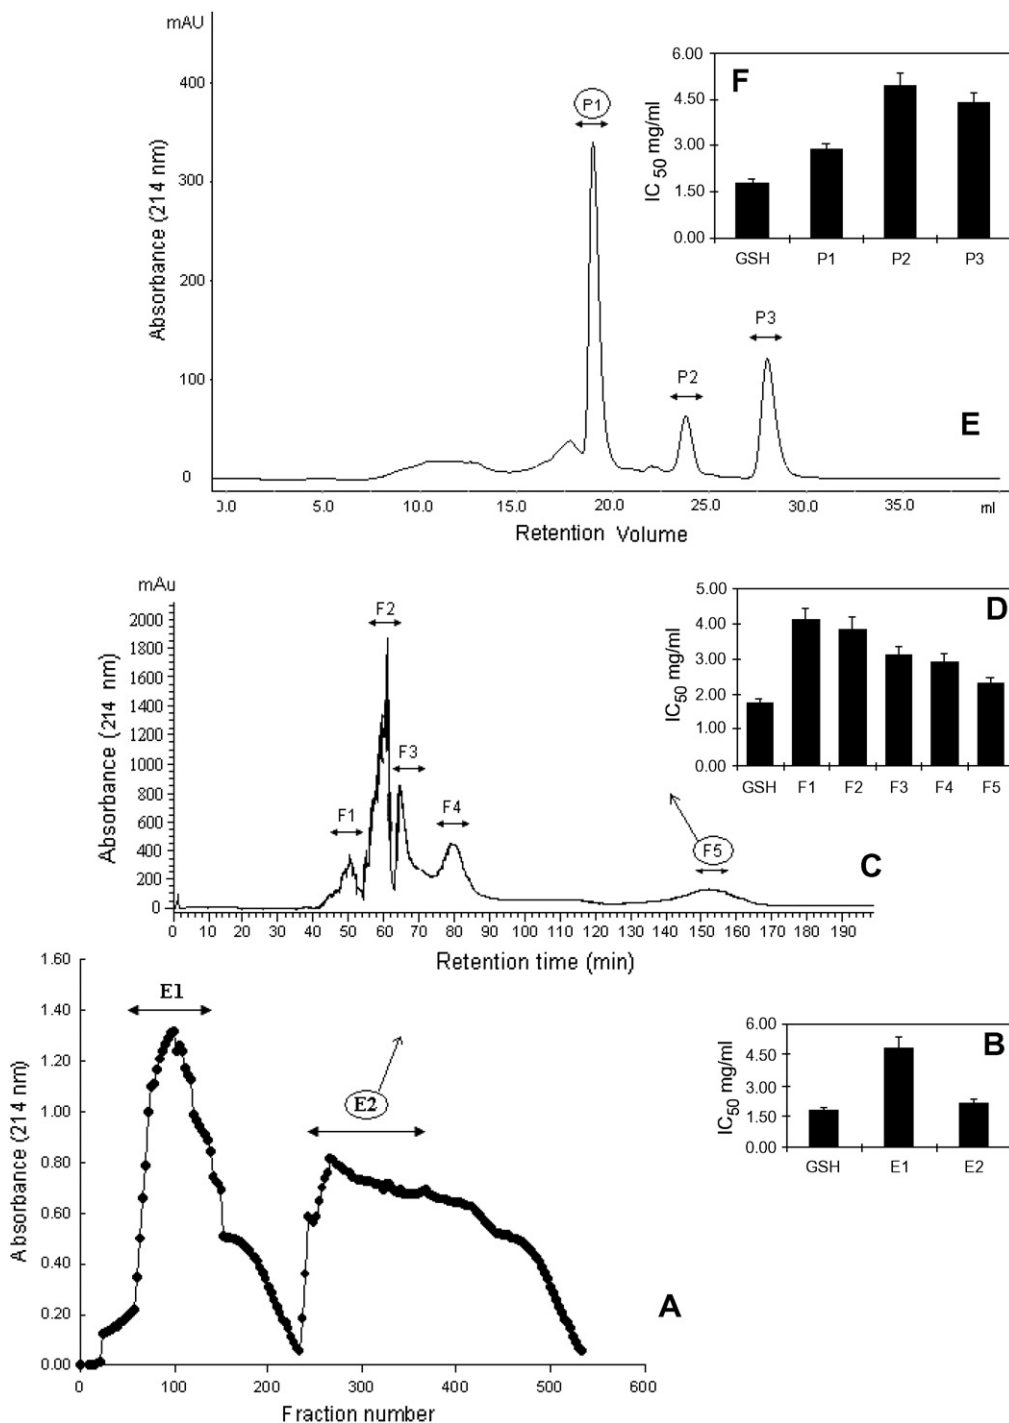 mAU
400
300
200
100
0
Absorbance (214 nm)
P1
P2
P3
E
3.0 5.0 10.0 15.0 20.0 25.0 30.0 35.0 ml
Retention Volume
F
6.00
4.50
3.00
1.50
0.00
IC 50 mg/ml
GSH P1 P2 P3
mAu
2000
1800
1600
1400
1200
1000
800
600
400
200
0
Absorbance (214 nm)
F1
F2
F3
F4
F5
C
0 10 20 30 40 50 60 70 80 90 100 110 120 130 140 150 160 170 180 190
Retention time (min)
D
5.00
4.00
3.00
2.00
1.00
0.00
IC50 mg/ml
GSH F1 F2 F3 F4 F5
1.60
1.40
1.20
1.00
0.80
0.60
0.40
0.20
0.00
Absorbance (214 nm)
E1
E2
A
0 100 200 300 400 500 600
Fraction number
B
6.00
4.50
3.00
1.50
0.00
IC50 mg/ml
GSH E1 E2